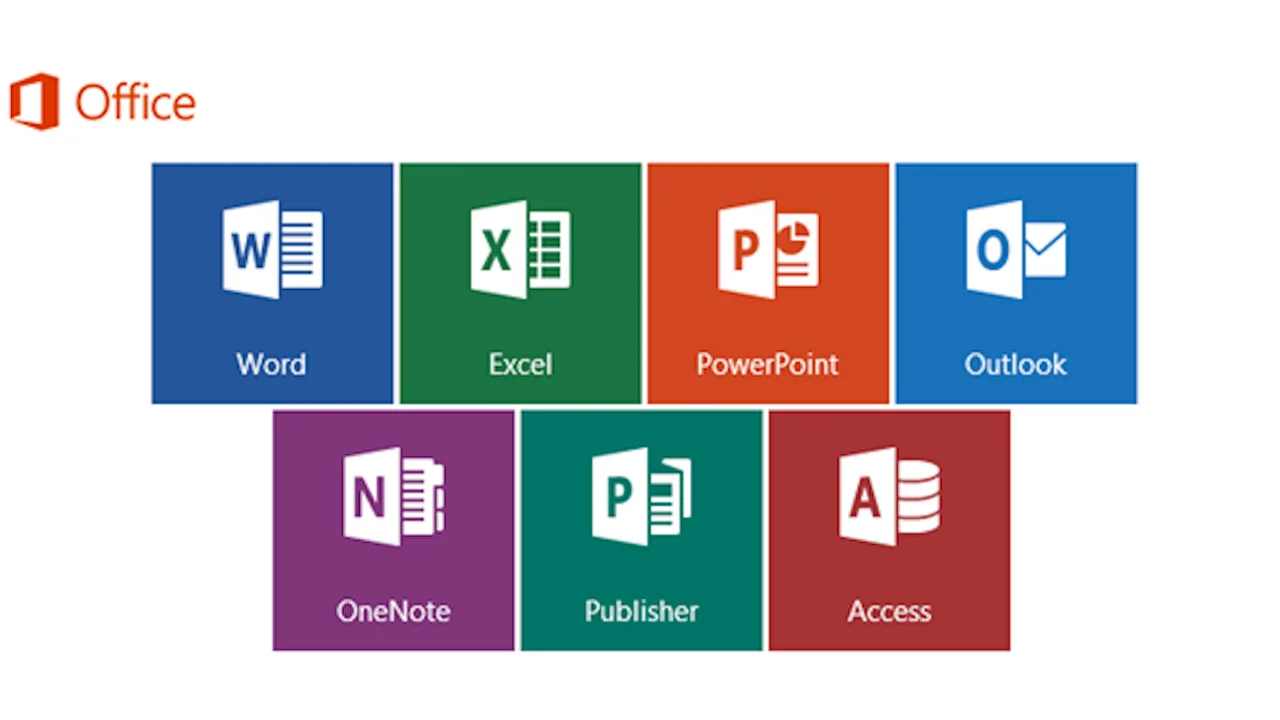 Office
W Word
X Excel
P PowerPoint
O Outlook
N OneNote
P Publisher
A Access